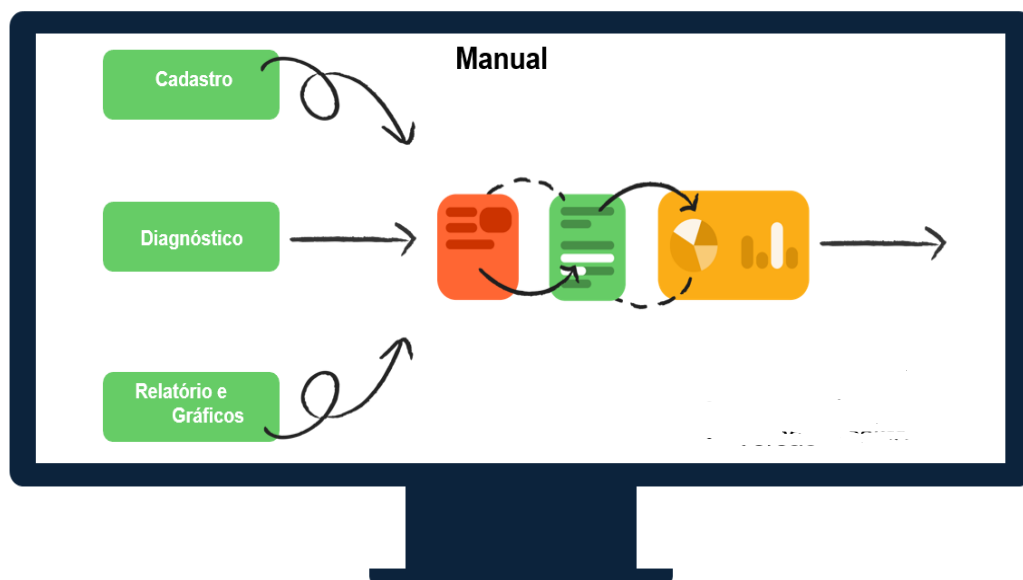 Manual
Cadastro
Diagnóstico
Relatório e
Gráficos